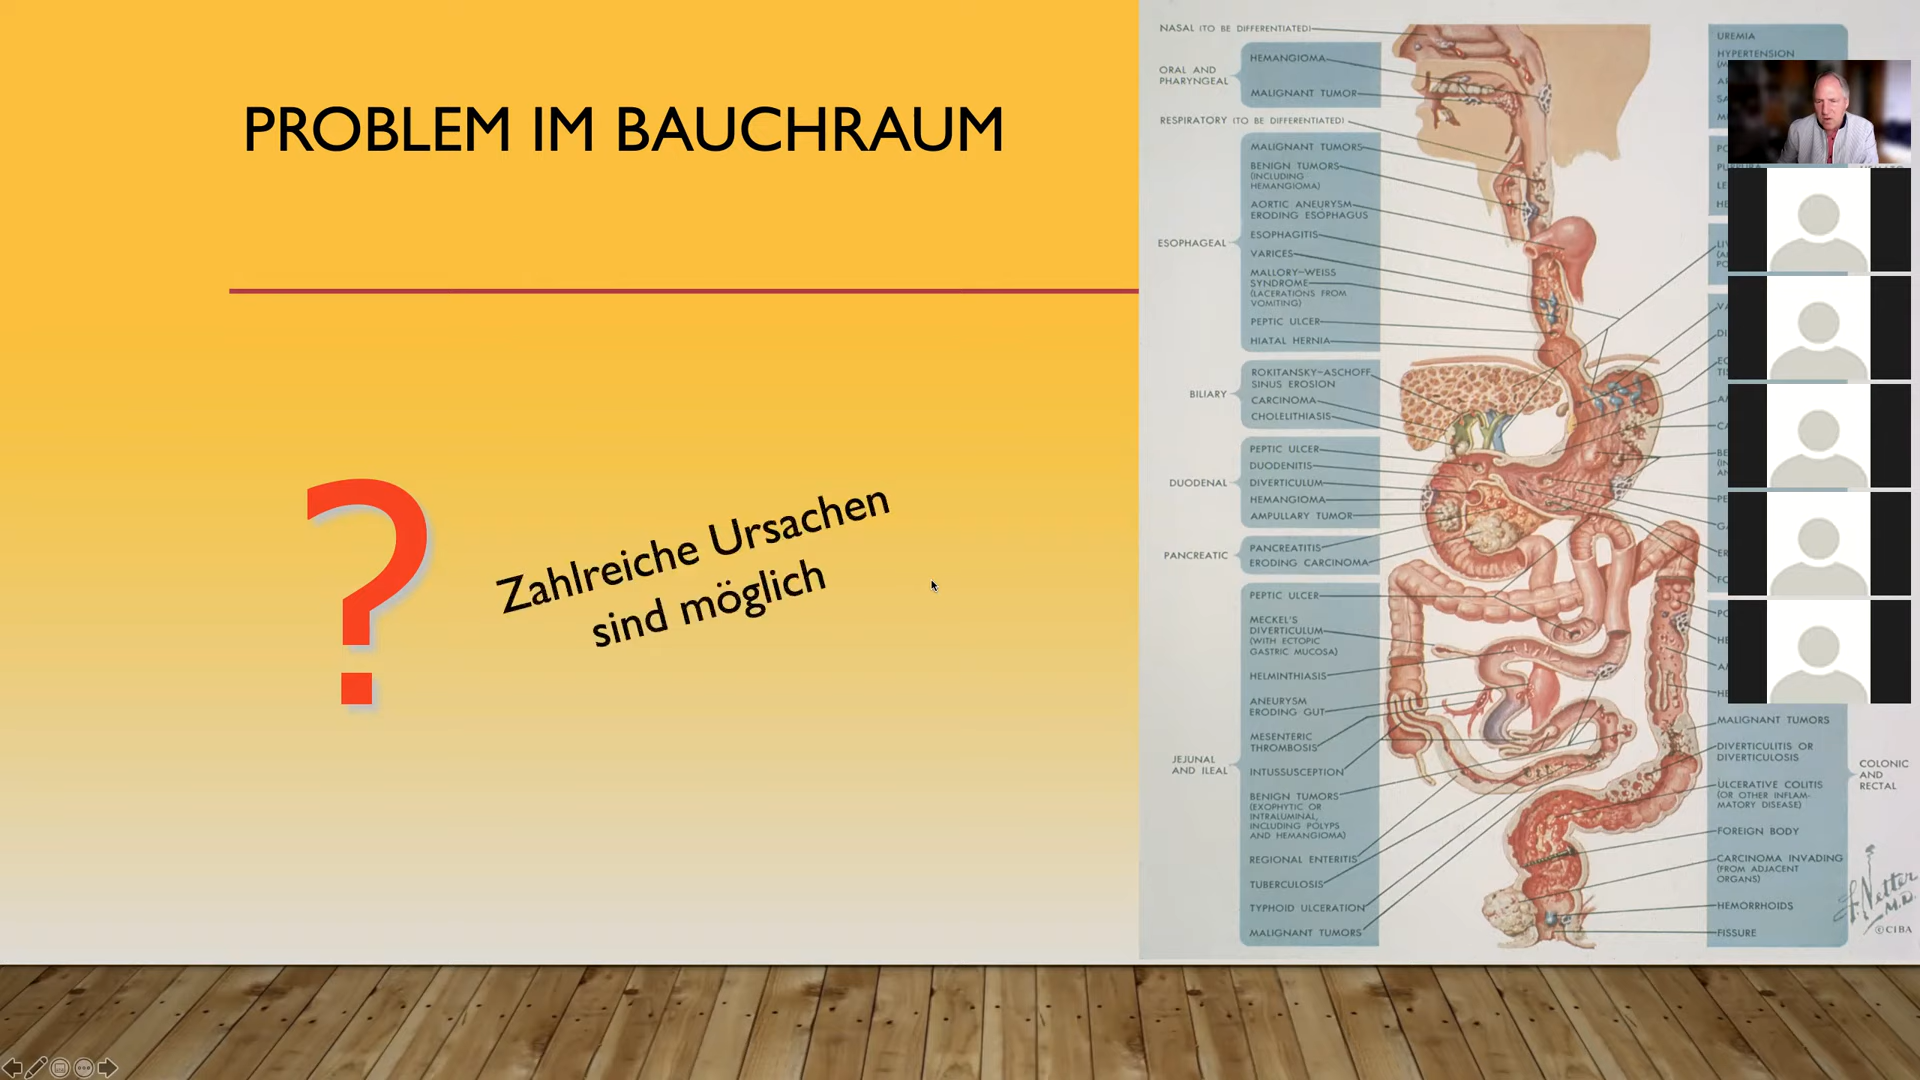 PROBLEM IM BAUCHRAUM
?
Zahlreiche Ursachen
sind möglich
NASAL (TO BE DIFFERENTIATED)
ORAL AND
PHARYNGEAL
HEMANGIOMA
MALIGNANT TUMOR
RESPIRATORY (TO BE DIFFERENTIATED)
ESOPHAGEAL
MALIGNANT TUMORS
BENIGN TUMORS
(INCLUDING
HEMANGIOMA)
AORTIC ANEURYSM
ERODING ESOPHAGUS
ESOPHAGITIS
VARICES
MALLORY-WEISS
SYNDROME
(LACERATIONS FROM
VOMITING)
PEPTIC ULCER
HIATAL HERNIA
BILIARY
ROKITANSKY-ASCHOFF
SINUS EROSION
CARCINOMA
CHOLELITHIASIS
DUODENAL
PEPTIC ULCER
DUODENITIS
DIVERTICULUM
HEMANGIOMA
AMPULLARY TUMOR
PANCREATIC
PANCREATITIS
ERODING CARCINOMA
JEJUNAL
AND ILEAL
PEPTIC ULCER
MECKEL'S
DIVERTICULUM
(WITH ECTOPIC
GASTRIC MUCOSA)
HELMINTHIASIS
ANEURYSM
ERODING GUT
MESENTERIC
THROMBOSIS
INTUSSUSCEPTION
BENIGN TUMORS
(EXOPHYTIC OR
INTRALUMINAL,
INCLUDING POLYPS
AND HEMANGIOMA)
REGIONAL ENTERITIS
TUBERCULOSIS
TYPHOID ULCERATION
MALIGNANT TUMORS
UREMIA
HYPERTENSION
MALIGNANT TUMORS
DIVERTICULITIS OR
DIVERTICULOSIS
ULCERATIVE COLITIS
(OR OTHER INFLAM-
MATORY DISEASE)
FOREIGN BODY
CARCINOMA INVADING
(FROM ADJACENT
ORGANS)
HEMORRHOIDS
FISSURE
COLONIC
AND
RECTAL
F. Netter
M.D.
© CIBA